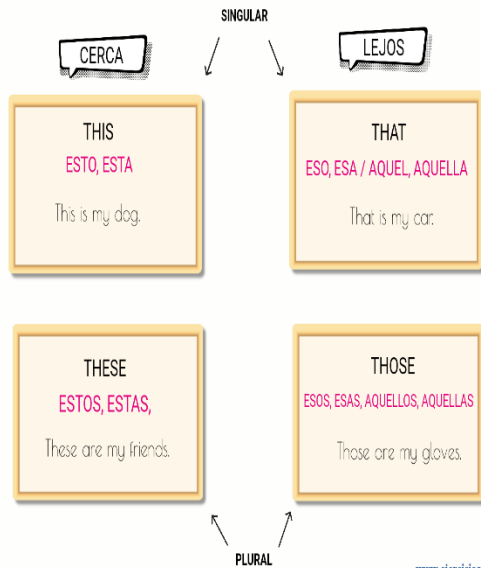 SINGULAR
CERCA
LEJOS
THIS
ESTO, ESTA
This is my dog.
THAT
ESO, ESA / AQUEL, AQUELLA
That is my car.
THESE
ESTOS, ESTAS,
These are my friends.
THOSE
ESOS, ESAS, AQUELLOS, AQUELLAS
Those are my gloves.
PLURAL